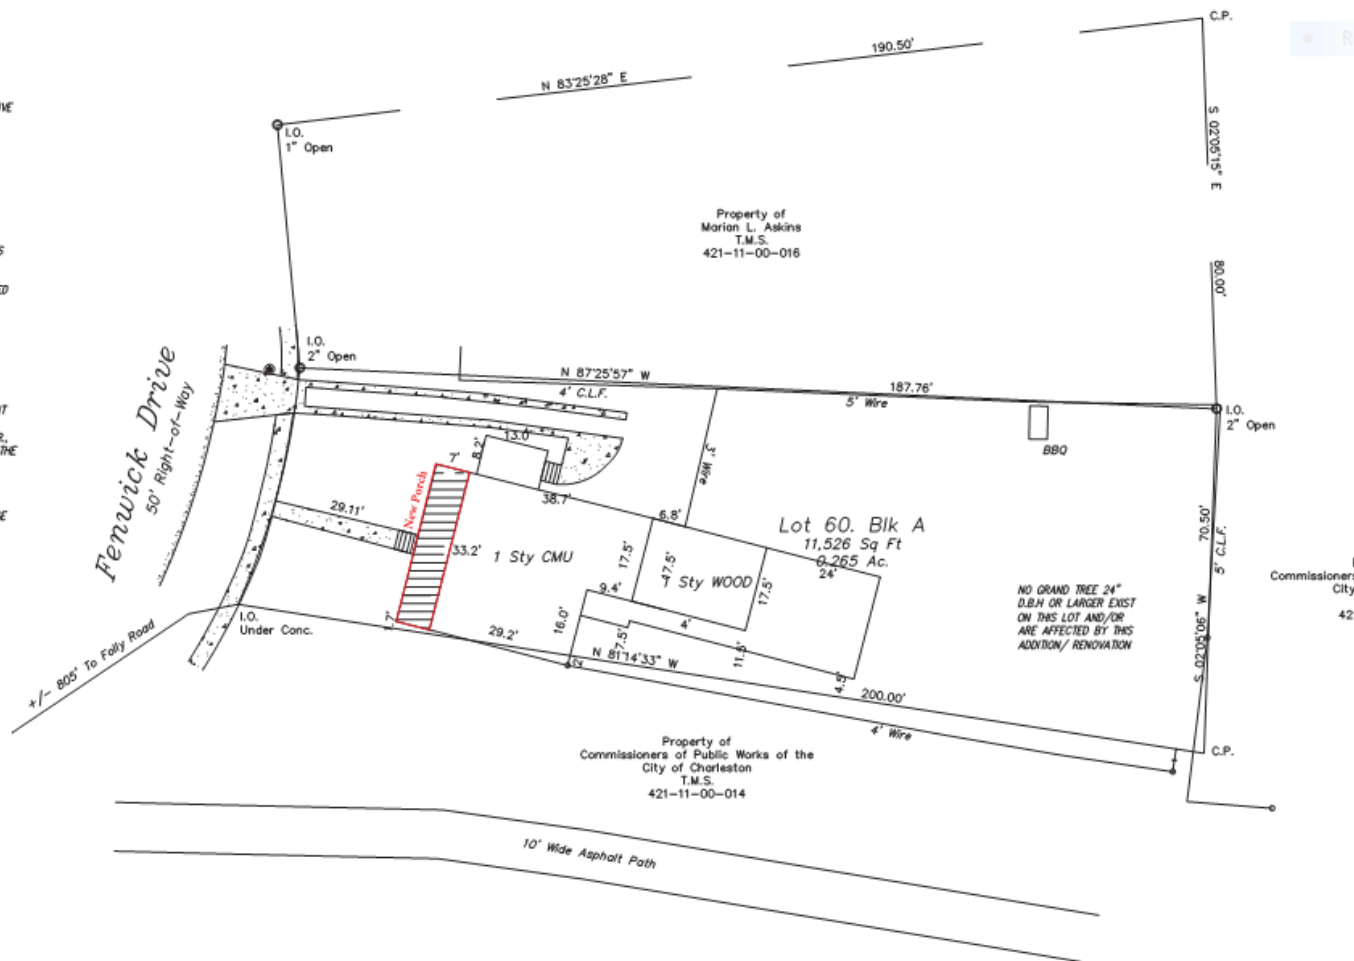 C.P.
190.50'
N 83°25'28" E
I.O.
1" Open
S 02°05'15" E
80.00'
Property of
Marian L. Askins
T.M.S.
421-11-00-016
I.O.
2" Open
N 87°25'57" W
187.76'
4' C.L.F.
5' Wire
I.O.
2" Open
BBQ
Fenwick Drive
50' Right-of-Way
13.0'
8.2'
7'
3' Wire
New Porch
38.7'
29.11'
6.8'
Lot 60. Blk A
11,526 Sq Ft
0.265 Ac.
24'
33.2'
1 Sty CMU
17.5'
17.5'
1 Sty WOOD
17.5'
70.50'
5' C.L.F.
S 02°05'06" W
NO GRAND TREE 24"
D.B.H OR LARGER EXIST
ON THIS LOT AND/OR
ARE AFFECTED BY THIS
ADDITION/ RENOVATION
Commissioners
City
42
9.4'
4'
16.0'
7.5'
11.5'
4.5'
I.O.
Under Conc.
29.2'
N 81°14'33" W
200.00'
4' Wire
C.P.
+/- 805' To Folly Road
Property of
Commissioners of Public Works of the
City of Charleston
T.M.S.
421-11-00-014
10' Wide Asphalt Path
IVE
S
ED
NT
R,
THE
RE
R